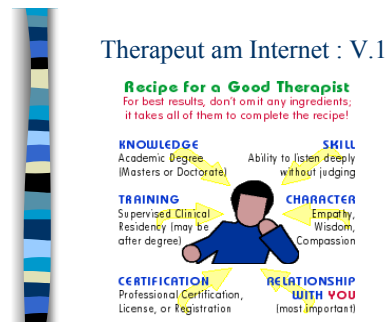 Therapeut am Internet : V.1
Recipe for a Good Therapist
For best results, don't omit any ingredients;
it takes all of them to complete the recipe!
KNOWLEDGE
Academic Degree
(Masters or Doctorate)
SKILL
Ability to listen deeply
without judging
TRAINING
Supervised Clinical
Residency (may be
after degree)
CHARACTER
Empathy,
Wisdom,
Compassion
CERTIFICATION
Professional Certification,
License, or Registration
RELATIONSHIP
WITH YOU
(most important)